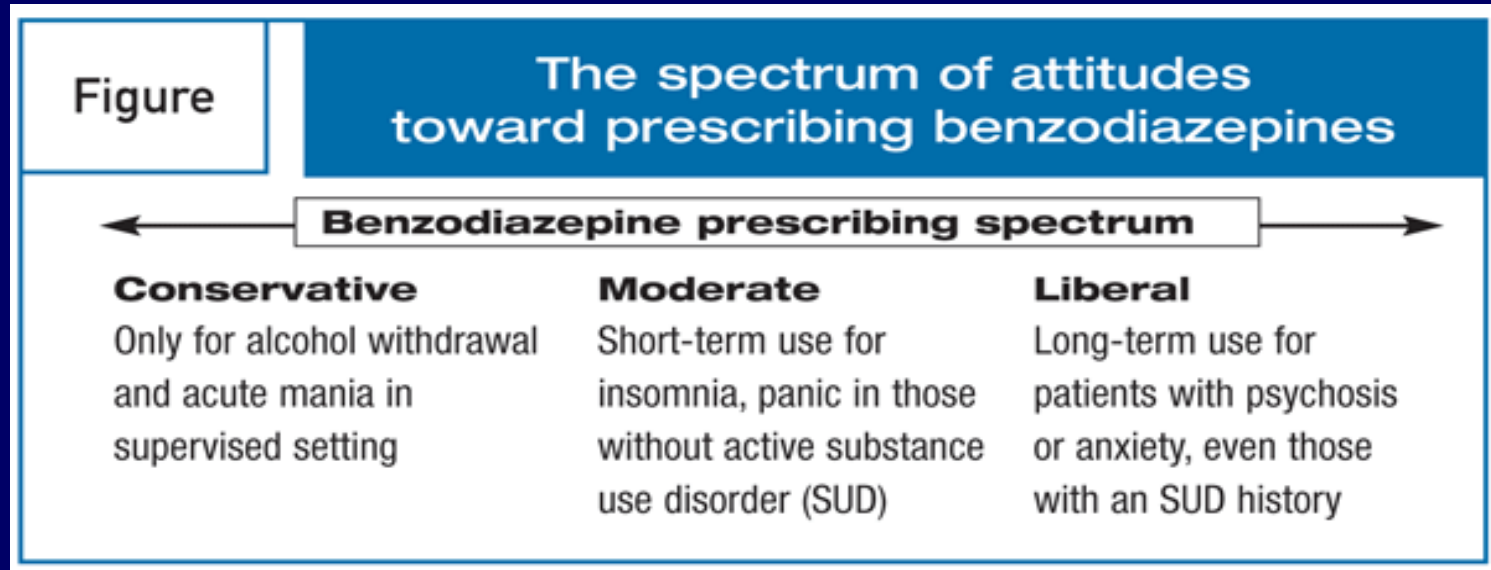 Figure
The spectrum of attitudes
toward prescribing benzodiazepines
Benzodiazepine prescribing spectrum
Conservative
Only for alcohol withdrawal
and acute mania in
supervised setting
Moderate
Short-term use for
insomnia, panic in those
without active substance
use disorder (SUD)
Liberal
Long-term use for
patients with psychosis
or anxiety, even those
with an SUD history